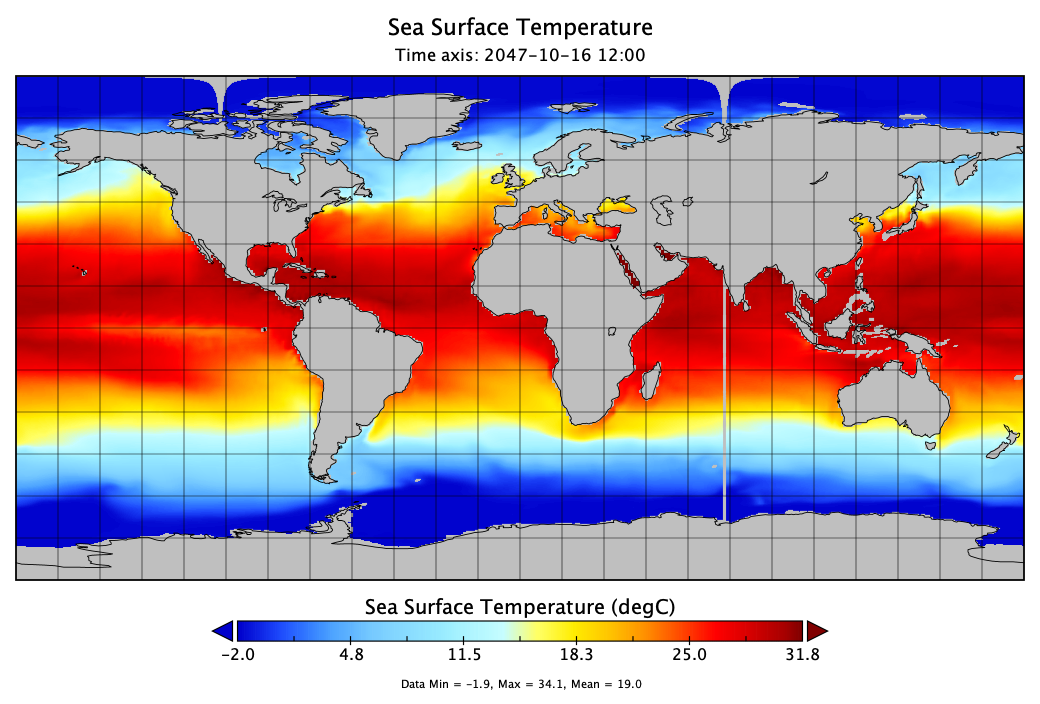 Sea Surface Temperature
Time axis: 2047-10-16 12:00
Sea Surface Temperature (degC)
-2.0 4.8 11.5 18.3 25.0 31.8
Data Min = -1.9, Max = 34.1, Mean = 19.0